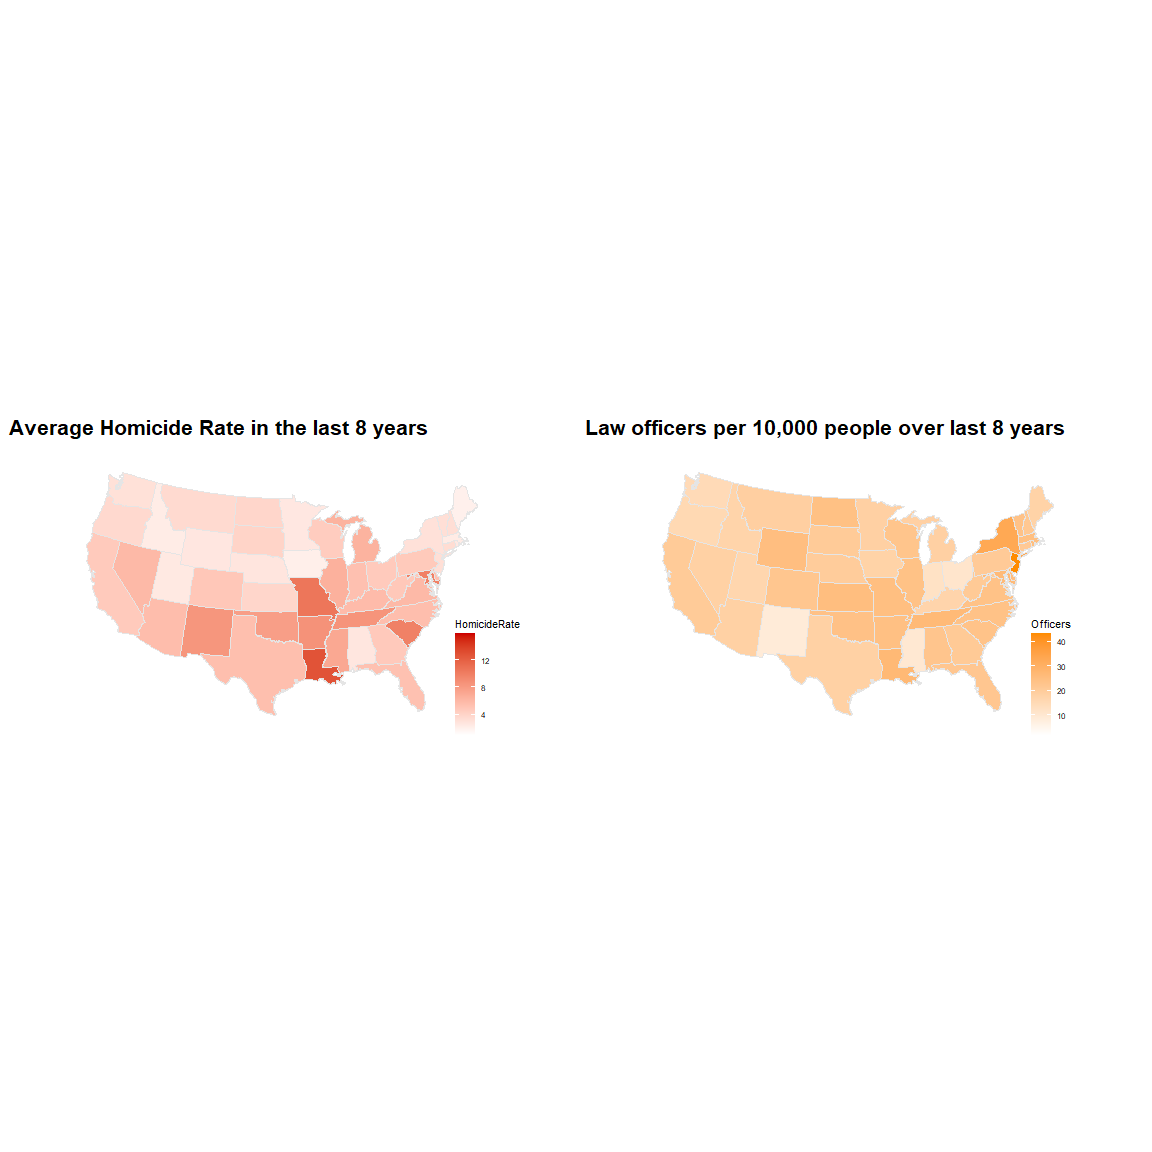 Average Homicide Rate in the last 8 years
HomicideRate
12
8
4
Law officers per 10,000 people over last 8 years
Officers
40
30
20
10